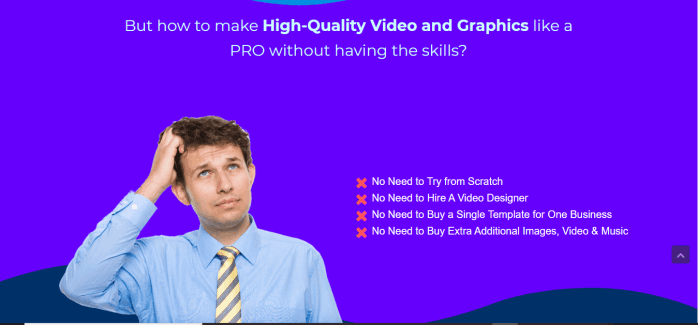 But how to make High-Quality Video and Graphics like a
PRO without having the skills?
No Need to Try from Scratch
No Need to Hire A Video Designer
No Need to Buy a Single Template for One Business
No Need to Buy Extra Additional Images, Video & Music